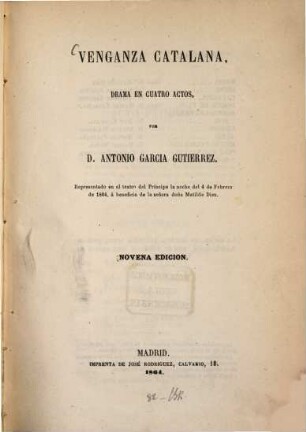 VENGANZA CATALANA,
DRAMA EN CUATRO ACTOS,
POR
D. ANTONIO GARCIA GUTIERREZ.
Representado en el teatro del Príncipe la noche del 4 de Febrero
de 1864, á beneficio de la señora doña Matilde Diez.
NOVENA EDICION.
MADRID,
IMPRENTA DE JOSÉ RODRIGUEZ, CALVARIO, 18.
1864.